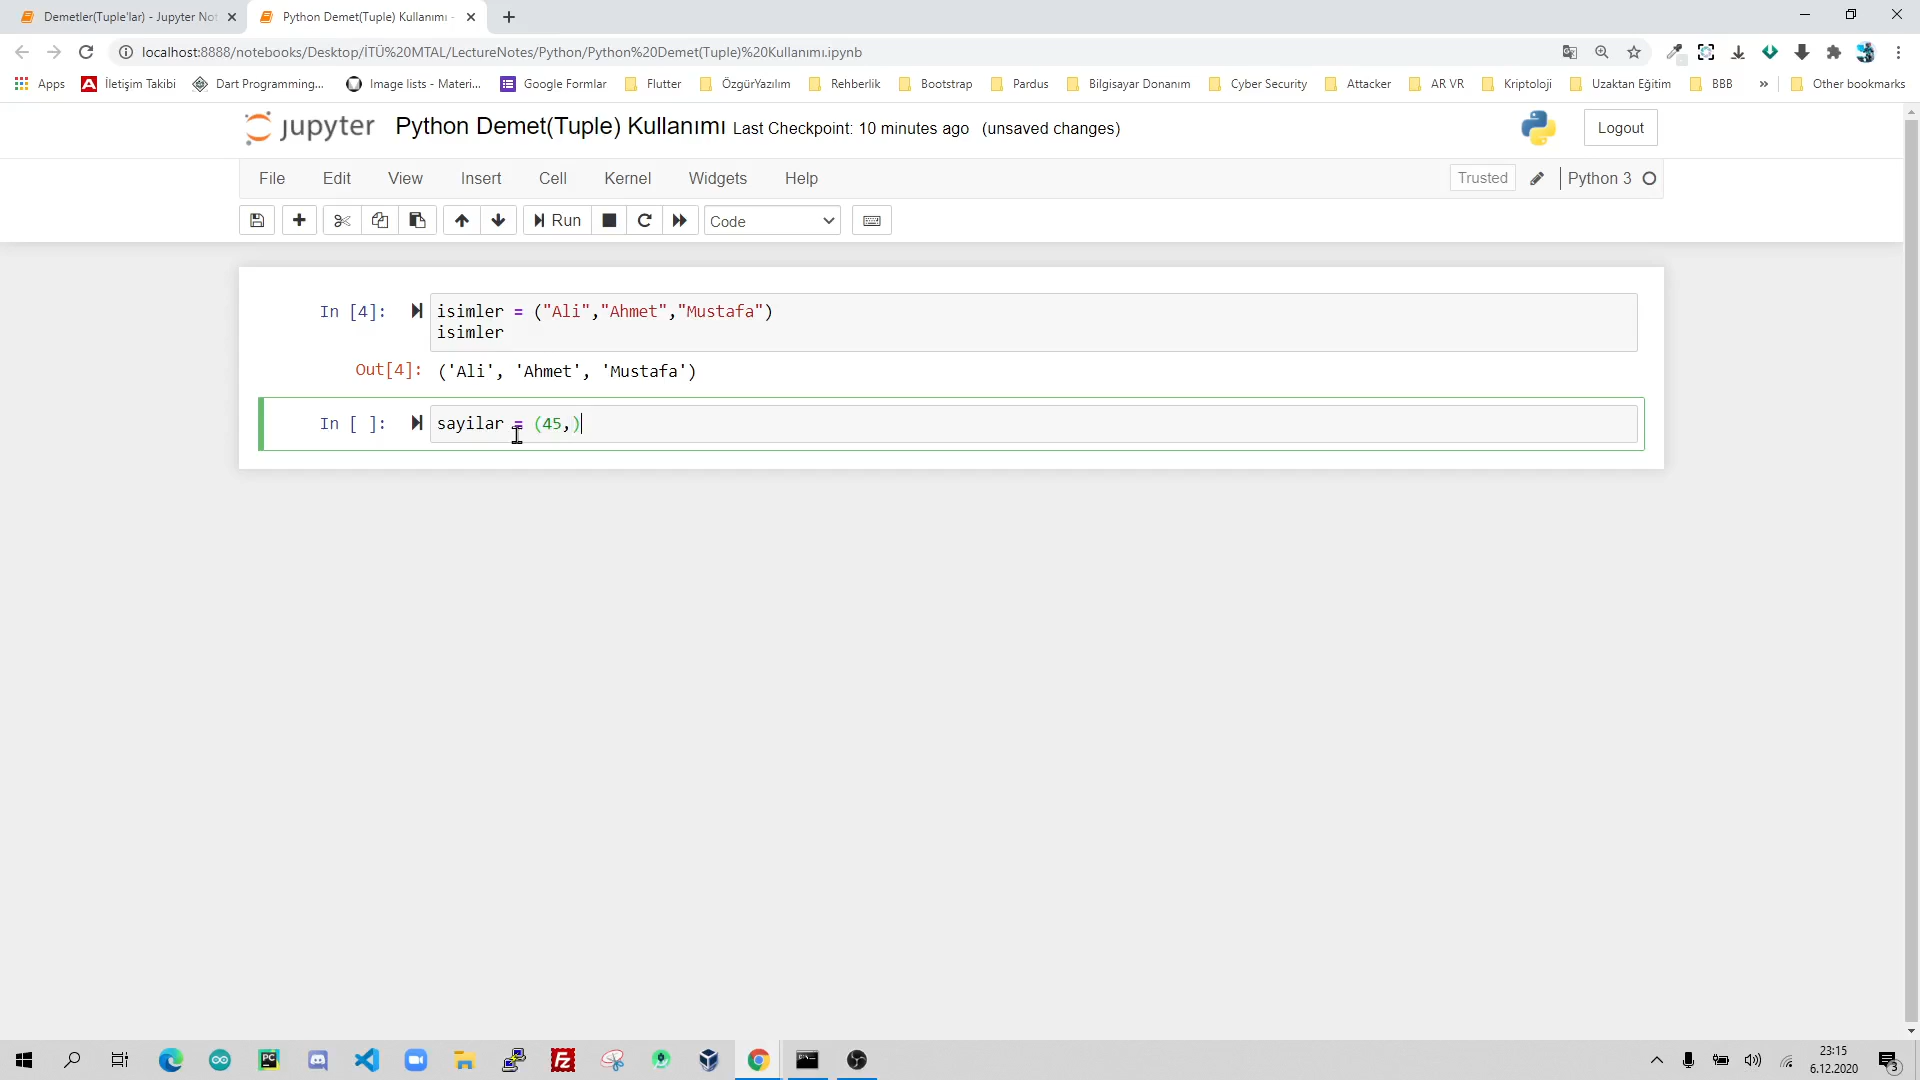 Demetler(Tuple'lar) - Jupyter Not
Python Demet(Tuple) Kullanımı -
localhost:8888/notebooks/Desktop/İTÜ%20MTAL/LectureNotes/Python/Python%20Demet(Tuple)%20Kullanımı.ipynb
Apps İletişim Takibi Dart Programming... Image lists - Materi... Google Formlar Flutter ÖzgürYazılım Rehberlik Bootstrap Pardus Bilgisayar Donanım Cyber Security Attacker AR VR Kriptoloji Uzaktan Eğitim BBB » Other bookmarks
jupyter Python Demet(Tuple) Kullanımı Last Checkpoint: 10 minutes ago (unsaved changes) Logout
File Edit View Insert Cell Kernel Widgets Help Trusted Python 3
Run Code
In [4]: isimler = ("Ali","Ahmet","Mustafa")
isimler
Out[4]: ('Ali', 'Ahmet', 'Mustafa')
In [ ]: sayilar = (45,)
PC
Fz
23:15
6.12.2020
3